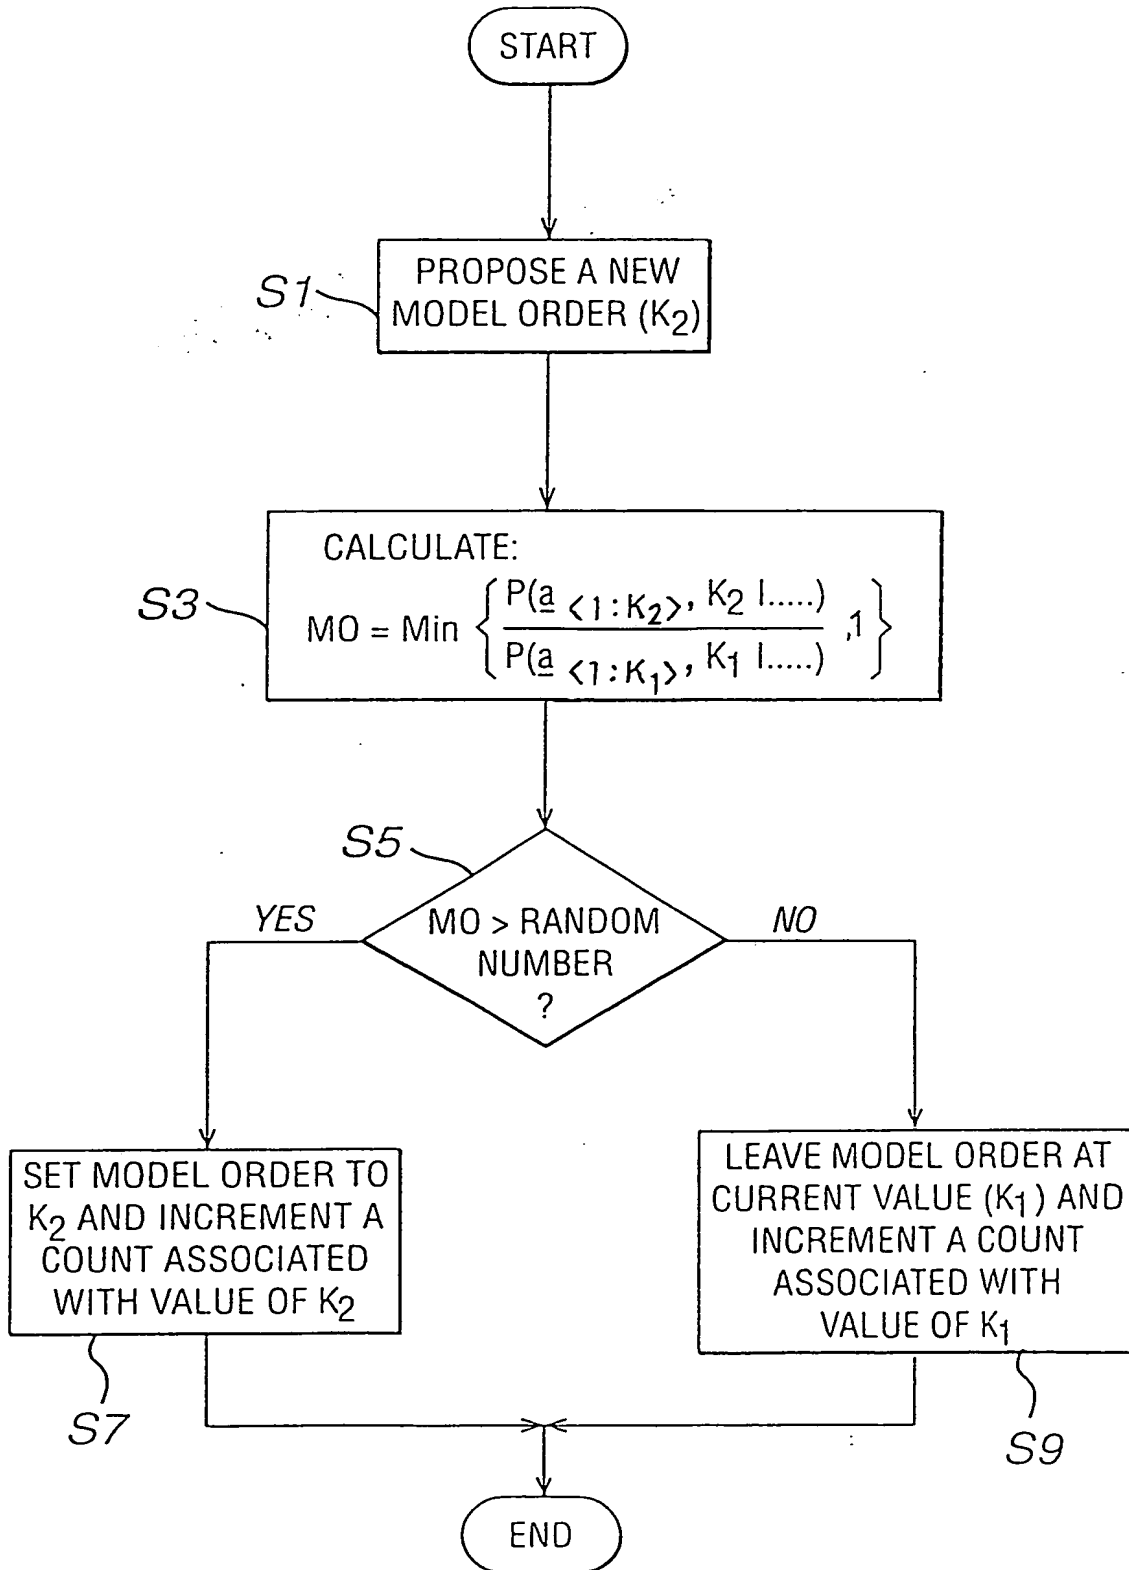 START
S1
PROPOSE A NEW
MODEL ORDER (K2)
CALCULATE:
S3
MO = Min { P(a <1:K2>, K2 I.....) / P(a <1:K1>, K1 I.....) ,1 }
S5
YES
MO > RANDOM
NUMBER
?
NO
SET MODEL ORDER TO
K2 AND INCREMENT A
COUNT ASSOCIATED
WITH VALUE OF K2
S7
LEAVE MODEL ORDER AT
CURRENT VALUE (K1) AND
INCREMENT A COUNT
ASSOCIATED WITH
VALUE OF K1
S9
END